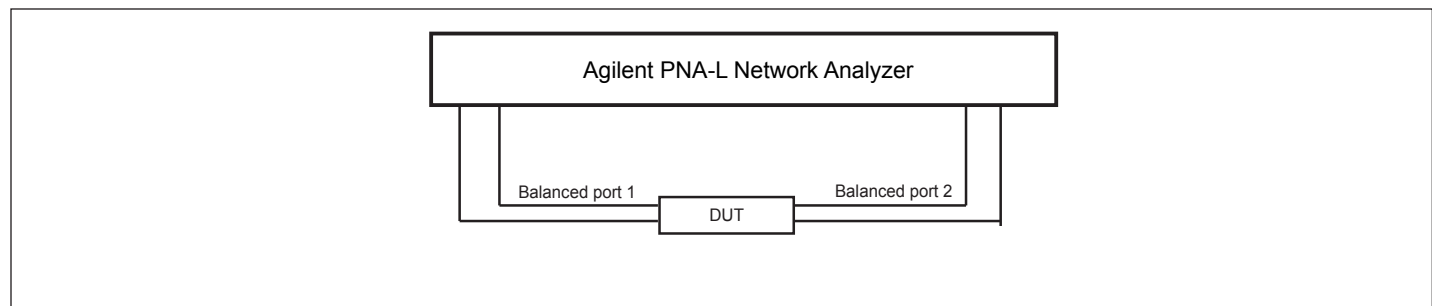 Agilent PNA-L Network Analyzer
Balanced port 1
Balanced port 2
DUT